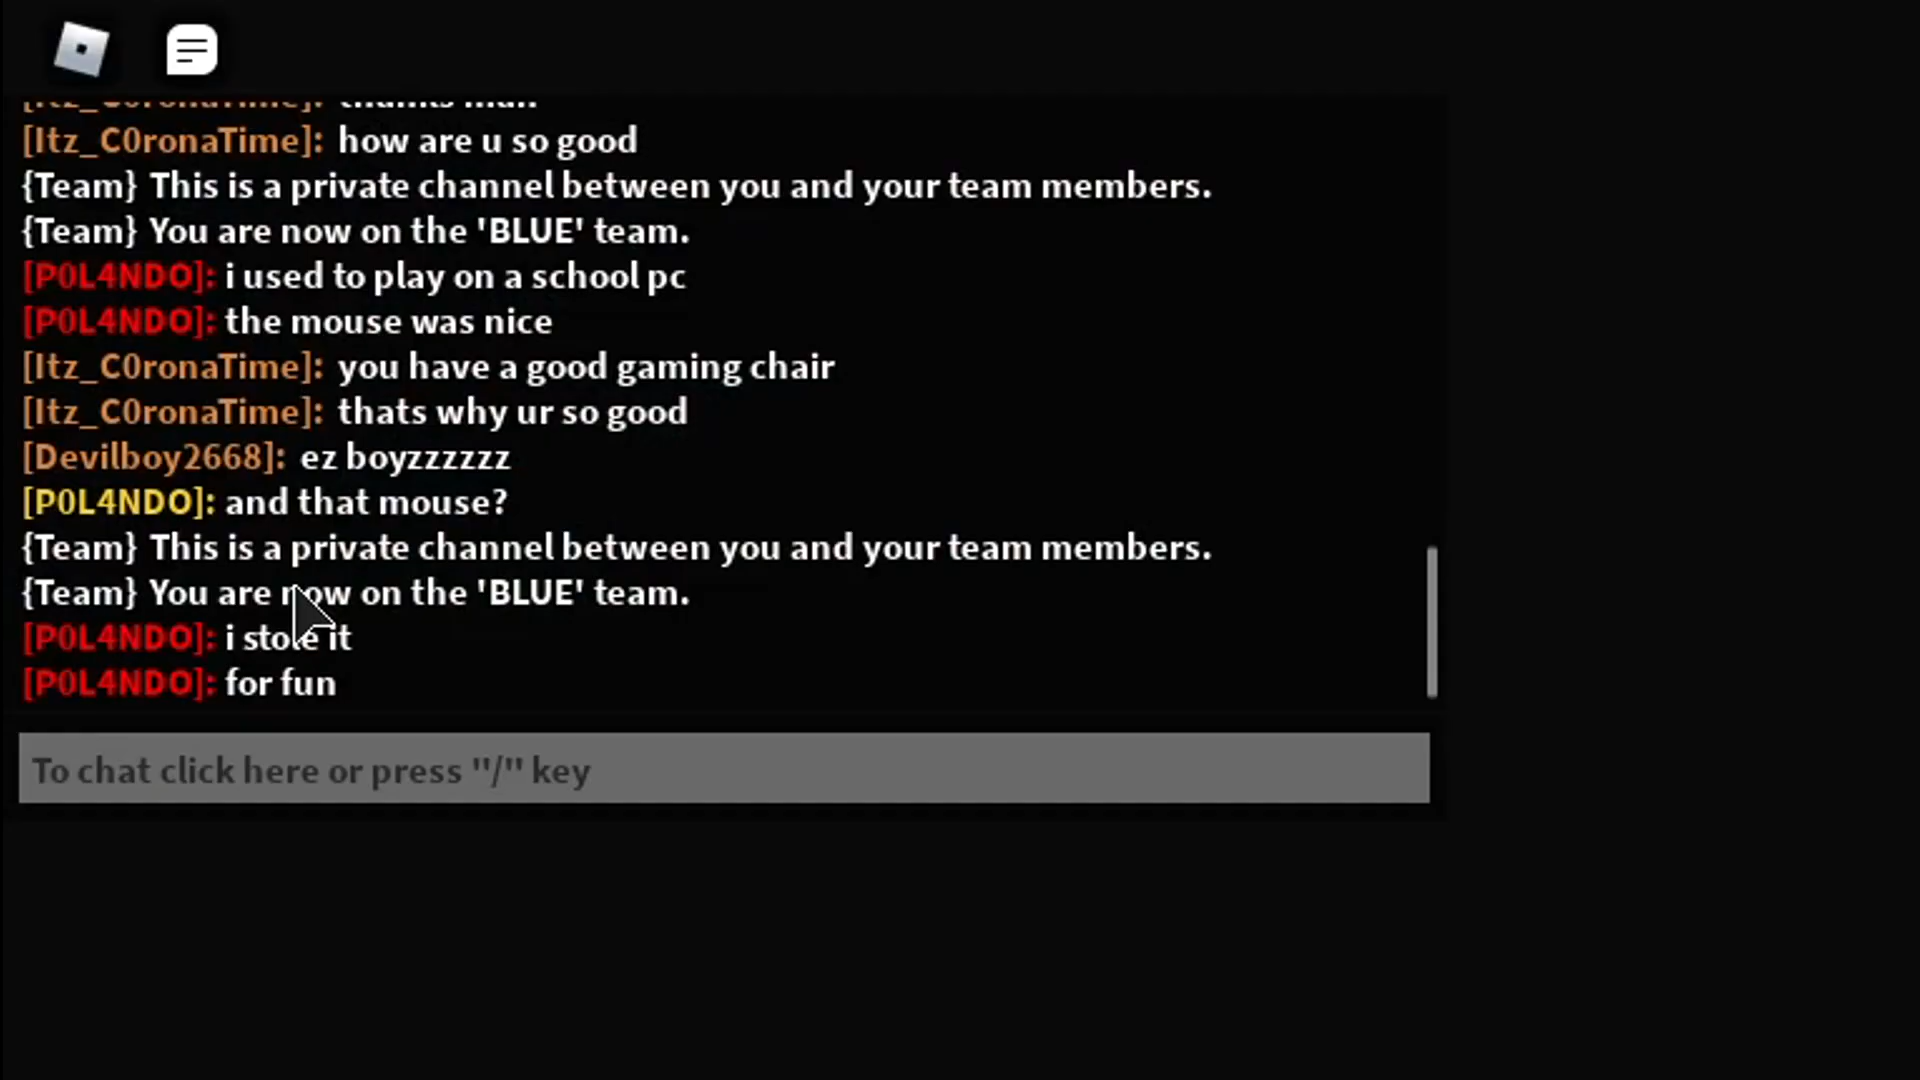 [Itz_C0ronaTime]: thanks man
[Itz_C0ronaTime]: how are u so good
{Team} This is a private channel between you and your team members.
{Team} You are now on the 'BLUE' team.
[P0L4NDO]: i used to play on a school pc
[P0L4NDO]: the mouse was nice
[Itz_C0ronaTime]: you have a good gaming chair
[Itz_C0ronaTime]: thats why ur so good
[Devilboy2668]: ez boyzzzzzz
[P0L4NDO]: and that mouse?
{Team} This is a private channel between you and your team members.
{Team} You are now on the 'BLUE' team.
[P0L4NDO]: i stole it
[P0L4NDO]: for fun
To chat click here or press "/" key